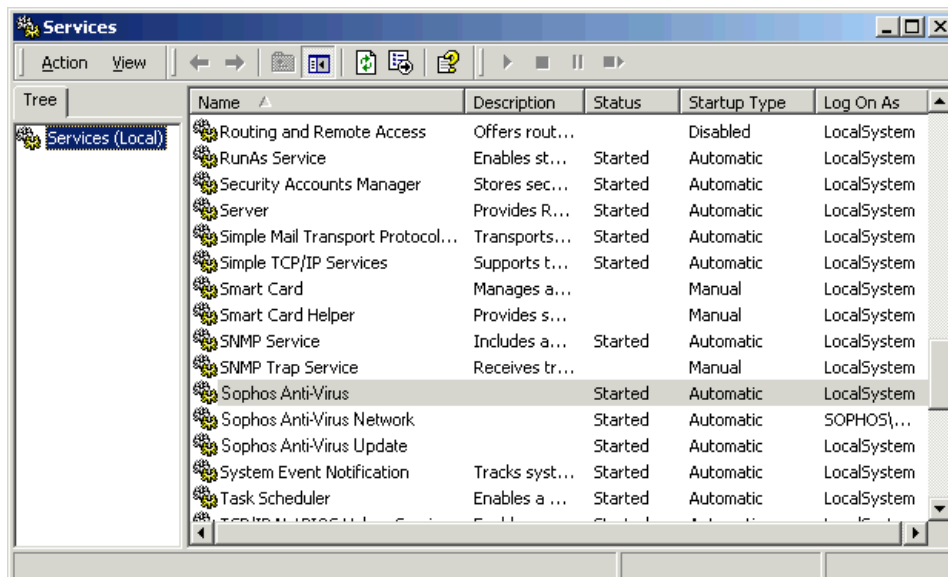 Services
Action View
Tree
Name Description Status Startup Type Log On As
Services (Local)
Routing and Remote Access Offers rout... Disabled LocalSystem
RunAs Service Enables st... Started Automatic LocalSystem
Security Accounts Manager Stores sec... Started Automatic LocalSystem
Server Provides R... Started Automatic LocalSystem
Simple Mail Transport Protocol... Transports... Started Automatic LocalSystem
Simple TCP/IP Services Supports t... Started Automatic LocalSystem
Smart Card Manages a... Manual LocalSystem
Smart Card Helper Provides s... Manual LocalSystem
SNMP Service Includes a... Started Automatic LocalSystem
SNMP Trap Service Receives tr... Manual LocalSystem
Sophos Anti-Virus Started Automatic LocalSystem
Sophos Anti-Virus Network Started Automatic SOPHOS\...
Sophos Anti-Virus Update Started Automatic LocalSystem
System Event Notification Tracks syst... Started Automatic LocalSystem
Task Scheduler Enables a ... Started Automatic LocalSystem